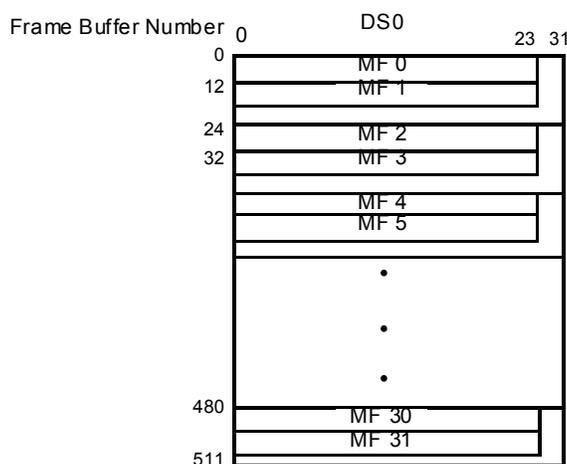 DS0
Frame Buffer Number 0 23 31
0 MF 0
12 MF 1
24 MF 2
32 MF 3
MF 4
MF 5
480 MF 30
MF 31
511